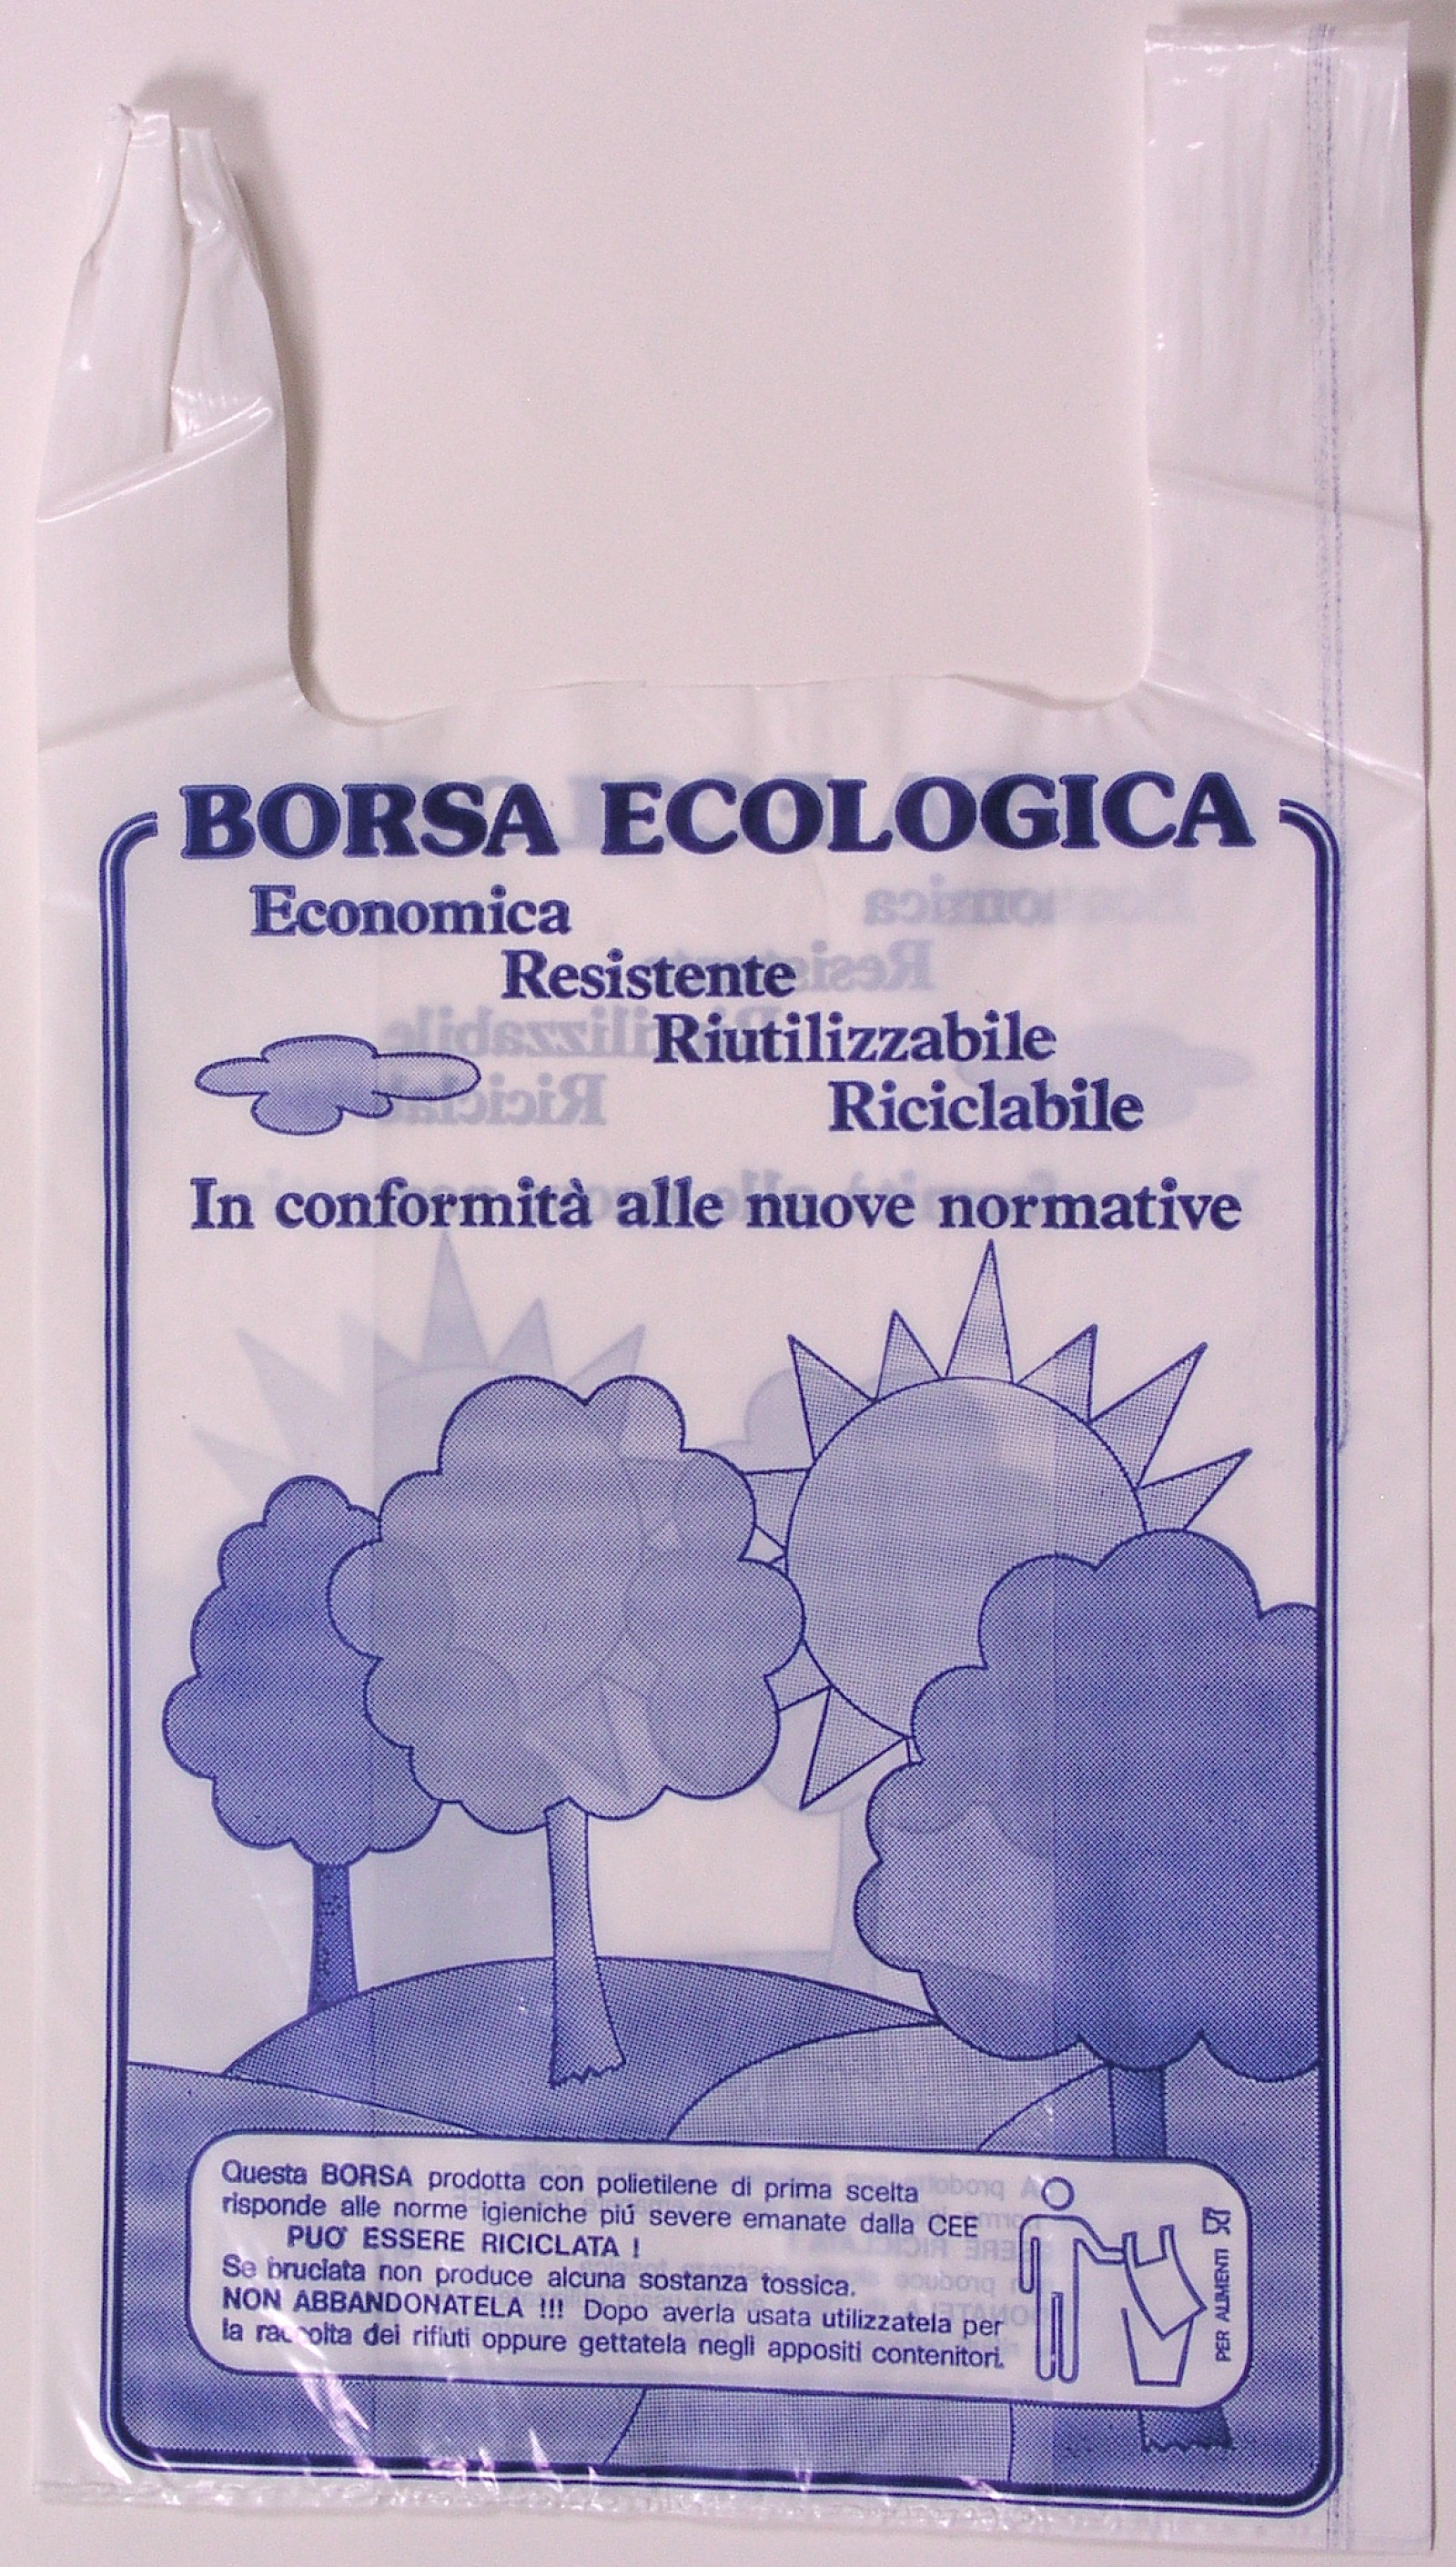 BORSA ECOLOGICA
Economica
Resistente
Riutilizzabile
Riciclabile
In conformità alle nuove normative
Questa BORSA prodotta con polietilene di prima scelta
risponde alle norme igieniche piú severe emanate dalla CEE
PUO' ESSERE RICICLATA !
Se bruciata non produce alcuna sostanza tossica.
NON ABBANDONATELA !!! Dopo averla usata utilizzatela per
la raccolta dei rifiuti oppure gettatela negli appositi contenitori.
PER ALIMENTI